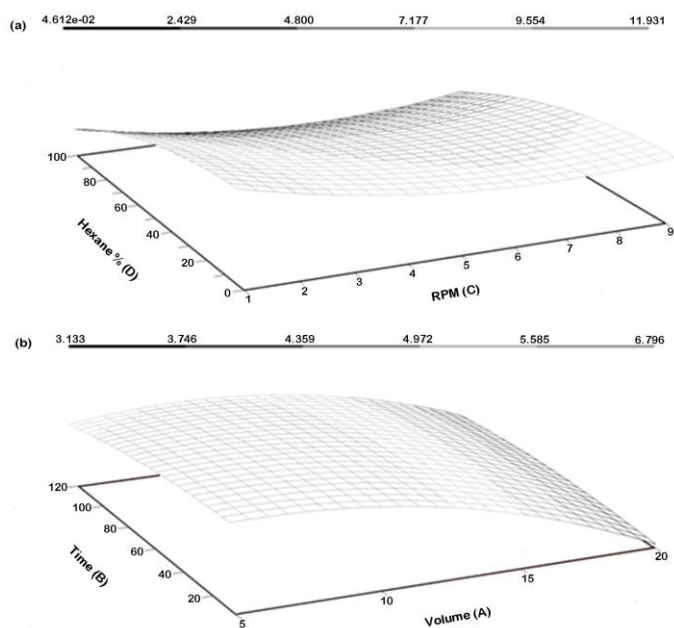 (a) 4.612e-02 2.429 4.800 7.177 9.554 11.931
100
80
60
40
20
0
Hexane % (D)
1 2 3 4 5 6 7 8 9
RPM (C)
(b) 3.133 3.746 4.359 4.972 5.585 6.796
120
100
80
60
40
20
Time (B)
5 10 15 20
Volume (A)